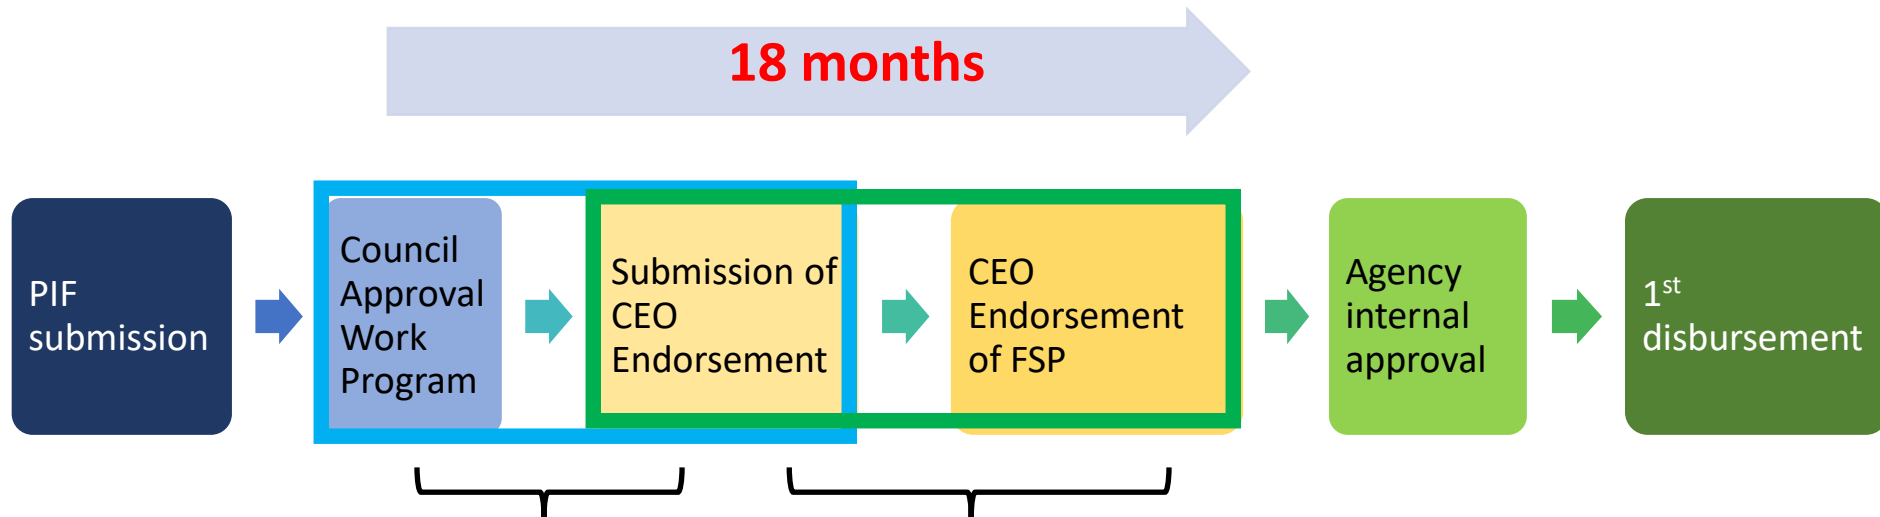 18 months
PIF
submission
Council
Approval
Work
Program
Submission of
CEO
Endorsement
CEO
Endorsement
of FSP
Agency
internal
approval
1st
disbursement